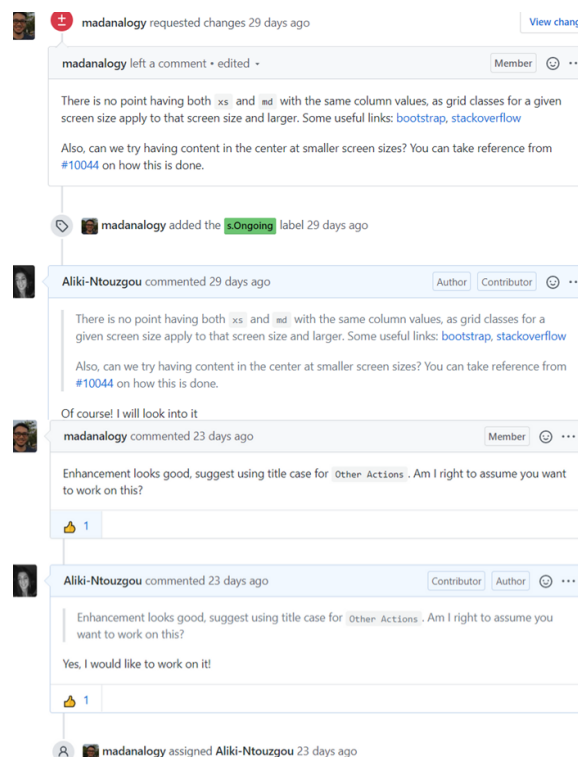 madanalogy requested changes 29 days ago View chang
madanalogy left a comment • edited Member
There is no point having both xs and md with the same column values, as grid classes for a given
screen size apply to that screen size and larger. Some useful links: bootstrap, stackoverflow
Also, can we try having content in the center at smaller screen sizes? You can take reference from
#10044 on how this is done.
madanalogy added the s.Ongoing label 29 days ago
Aliki-Ntouzgou commented 29 days ago Author Contributor
There is no point having both xs and md with the same column values, as grid classes for a
given screen size apply to that screen size and larger. Some useful links: bootstrap, stackoverflow
Also, can we try having content in the center at smaller screen sizes? You can take reference from
#10044 on how this is done.
Of course! I will look into it
madanalogy commented 23 days ago Member
Enhancement looks good, suggest using title case for Other Actions . Am I right to assume you want
to work on this?
1
Aliki-Ntouzgou commented 23 days ago Contributor Author
Enhancement looks good, suggest using title case for Other Actions . Am I right to assume you
want to work on this?
Yes, I would like to work on it!
1
madanalogy assigned Aliki-Ntouzgou 23 days ago